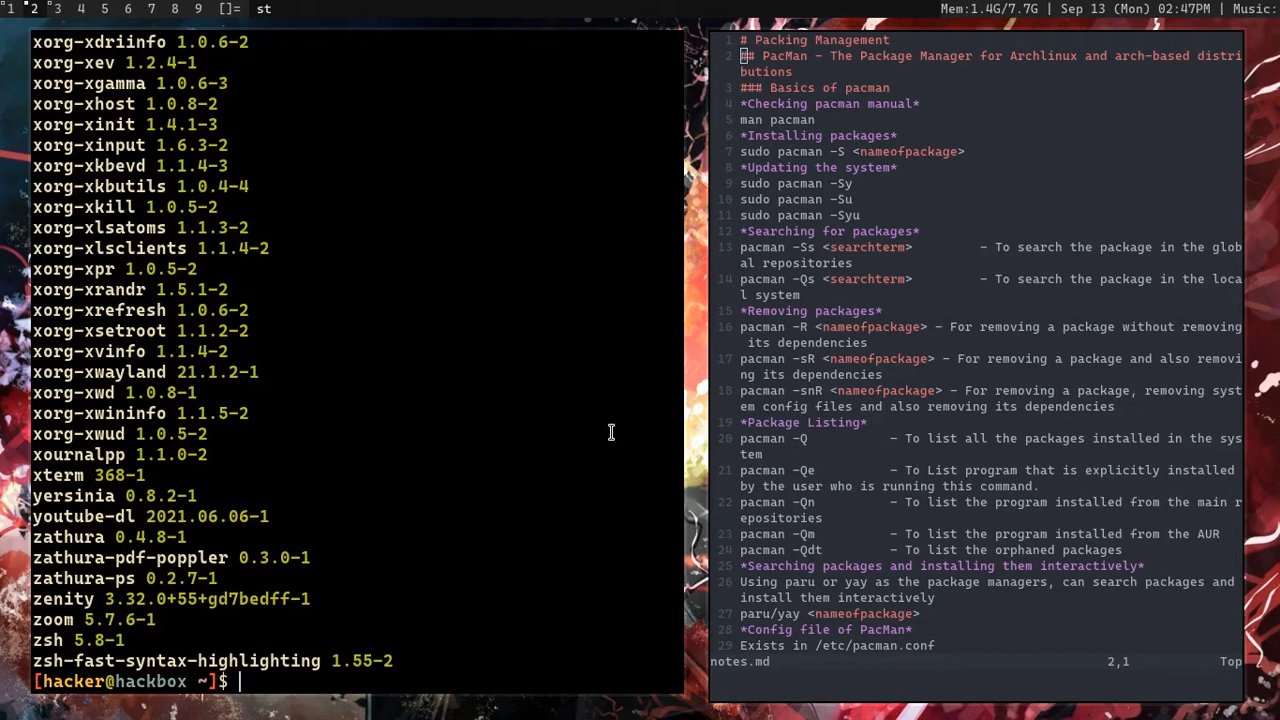 1 2 3 4 5 6 7 8 9 []= st Mem:1.4G/7.7G | Sep 13 (Mon) 02:47PM | Music:
xorg-xdriinfo 1.0.6-2
xorg-xev 1.2.4-1
xorg-xgamma 1.0.6-3
xorg-xhost 1.0.8-2
xorg-xinit 1.4.1-3
xorg-xinput 1.6.3-2
xorg-xkbevd 1.1.4-3
xorg-xkbutils 1.0.4-4
xorg-xkill 1.0.5-2
xorg-xlsatoms 1.1.3-2
xorg-xlsclients 1.1.4-2
xorg-xpr 1.0.5-2
xorg-xrandr 1.5.1-2
xorg-xrefresh 1.0.6-2
xorg-xsetroot 1.1.2-2
xorg-xvinfo 1.1.4-2
xorg-xwayland 21.1.2-1
xorg-xwd 1.0.8-1
xorg-xwininfo 1.1.5-2
xorg-xwud 1.0.5-2
xournalpp 1.1.0-2
xterm 368-1
yersinia 0.8.2-1
youtube-dl 2021.06.06-1
zathura 0.4.8-1
zathura-pdf-poppler 0.3.0-1
zathura-ps 0.2.7-1
zenity 3.32.0+55+gd7bedff-1
zoom 5.7.6-1
zsh 5.8-1
zsh-fast-syntax-highlighting 1.55-2
[hacker@hackbox ~]$
1 # Packing Management
2 ## PacMan - The Package Manager for Archlinux and arch-based distri
butions
3 ### Basics of pacman
4 *Checking pacman manual*
5 man pacman
6 *Installing packages*
7 sudo pacman -S <nameofpackage>
8 *Updating the system*
9 sudo pacman -Sy
10 sudo pacman -Su
11 sudo pacman -Syu
12 *Searching for packages*
13 pacman -Ss <searchterm> - To search the package in the glob
al repositories
14 pacman -Qs <searchterm> - To search the package in the loca
l system
15 *Removing packages*
16 pacman -R <nameofpackage> - For removing a package without removing
its dependencies
17 pacman -sR <nameofpackage> - For removing a package and also removi
ng its dependencies
18 pacman -snR <nameofpackage> - For removing a package, removing syst
em config files and also removing its dependencies
19 *Package Listing*
20 pacman -Q - To list all the packages installed in the sys
tem
21 pacman -Qe - To List program that is explicitly installed
by the user who is running this command.
22 pacman -Qn - To list the program installed from the main r
epositories
23 pacman -Qm - To list the program installed from the AUR
24 pacman -Qdt - To list the orphaned packages
25 *Searching packages and installing them interactively*
26 Using paru or yay as the package managers, can search packages and
install them interactively
27 paru/yay <nameofpackage>
28 *Config file of PacMan*
29 Exists in /etc/pacman.conf
notes.md 2,1 Top